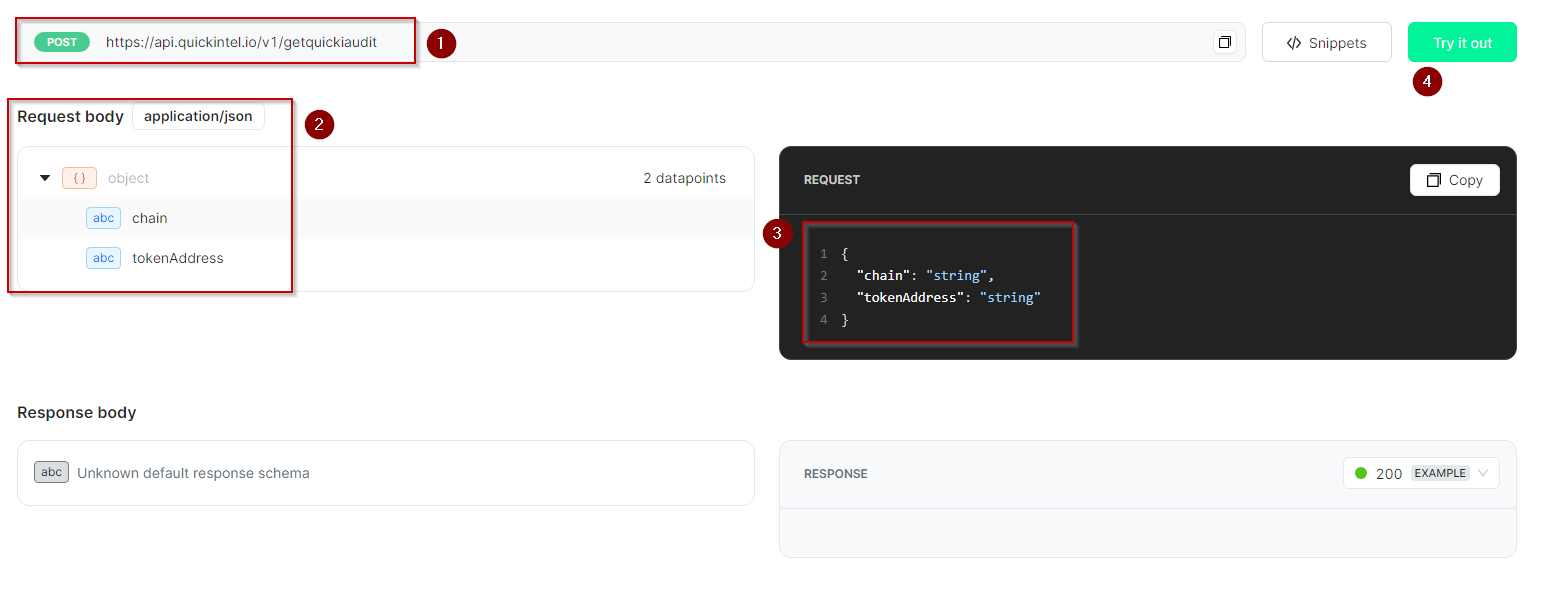 POST https://api.quickintel.io/v1/getquickiaudit 1 </> Snippets Try it out
4
Request body application/json 2
{ } object 2 datapoints
abc chain
abc tokenAddress
REQUEST Copy
3
1 {
2 "chain": "string",
3 "tokenAddress": "string"
4 }
Response body
abc Unknown default response schema
RESPONSE 200 EXAMPLE